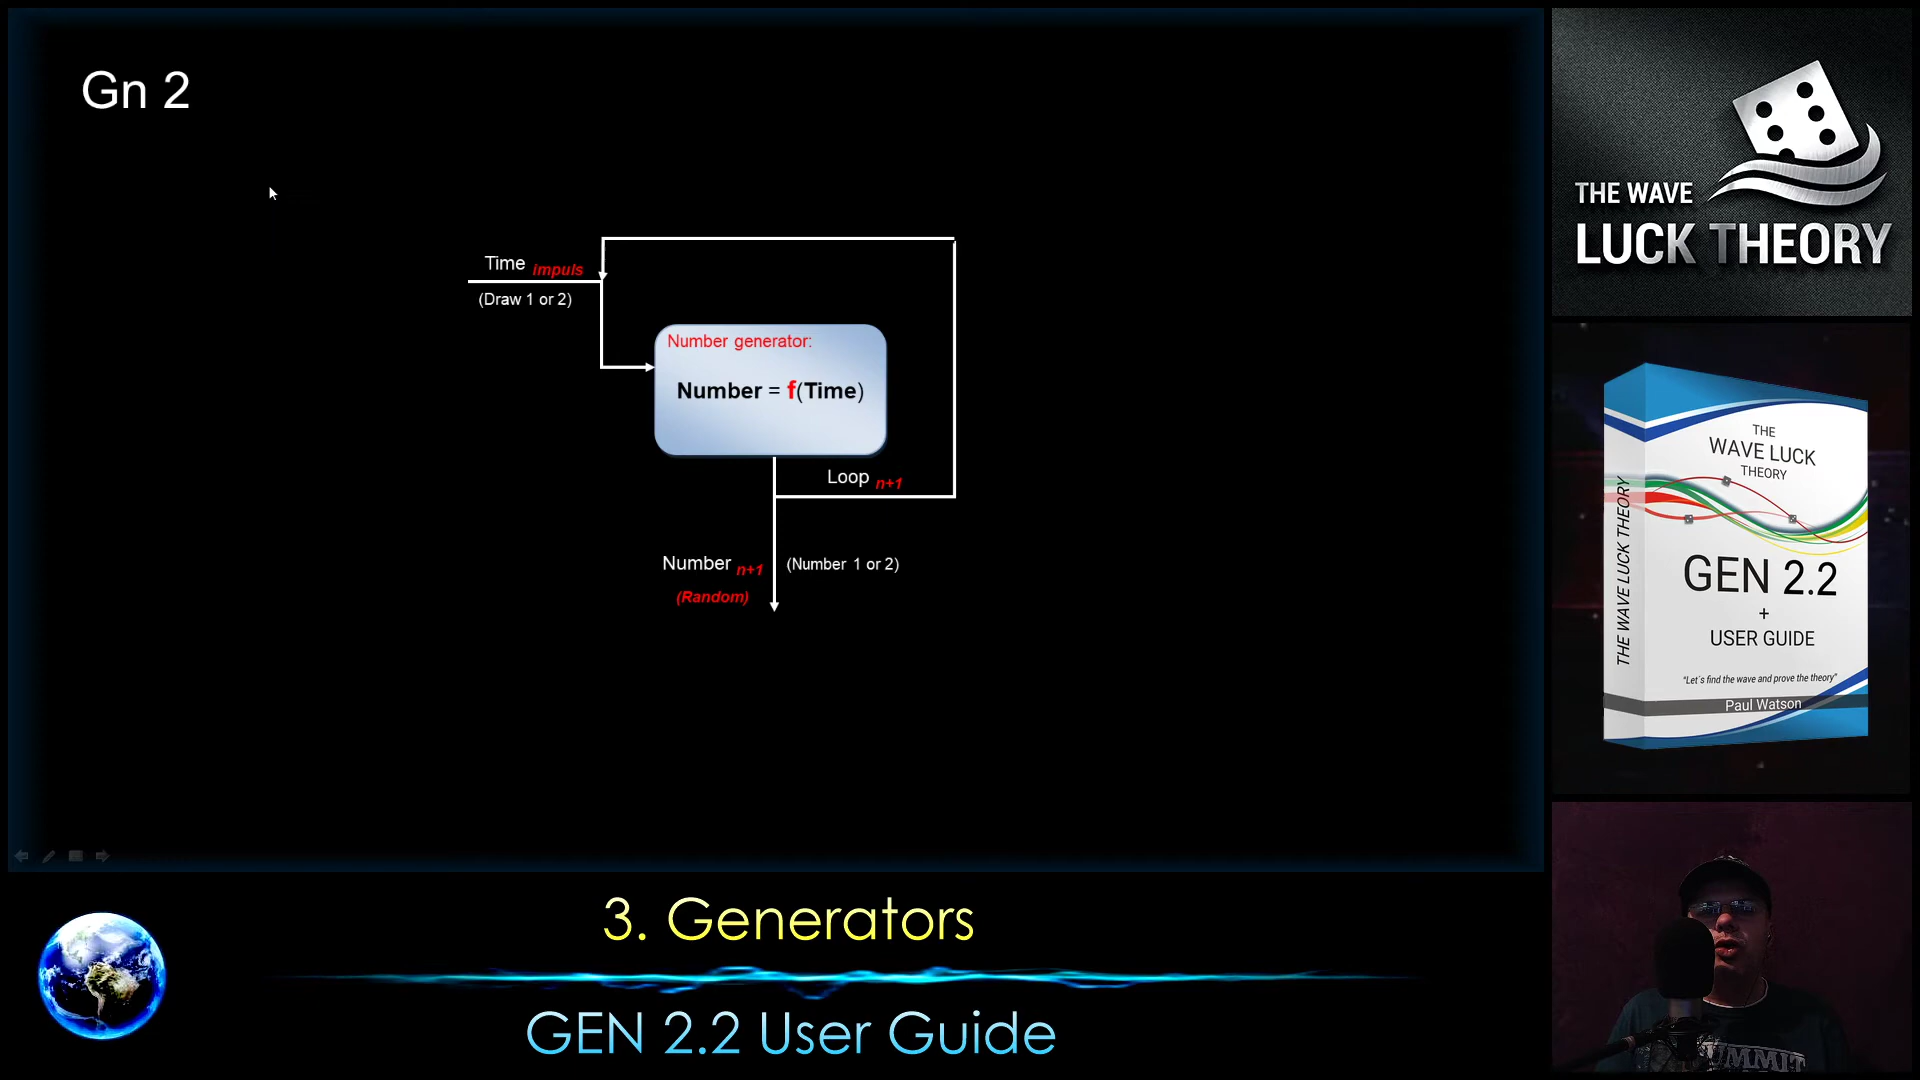 Gn 2
Time impuls
(Draw 1 or 2)
Number generator:
Number = f(Time)
Loop n+1
Number n+1 (Number 1 or 2)
(Random)
THE WAVE
LUCK THEORY
THE WAVE LUCK THEORY
THE
WAVE LUCK
THEORY
GEN 2.2
+
USER GUIDE
"Let´s find the wave and prove the theory"
Paul Watson
3. Generators
GEN 2.2 User Guide